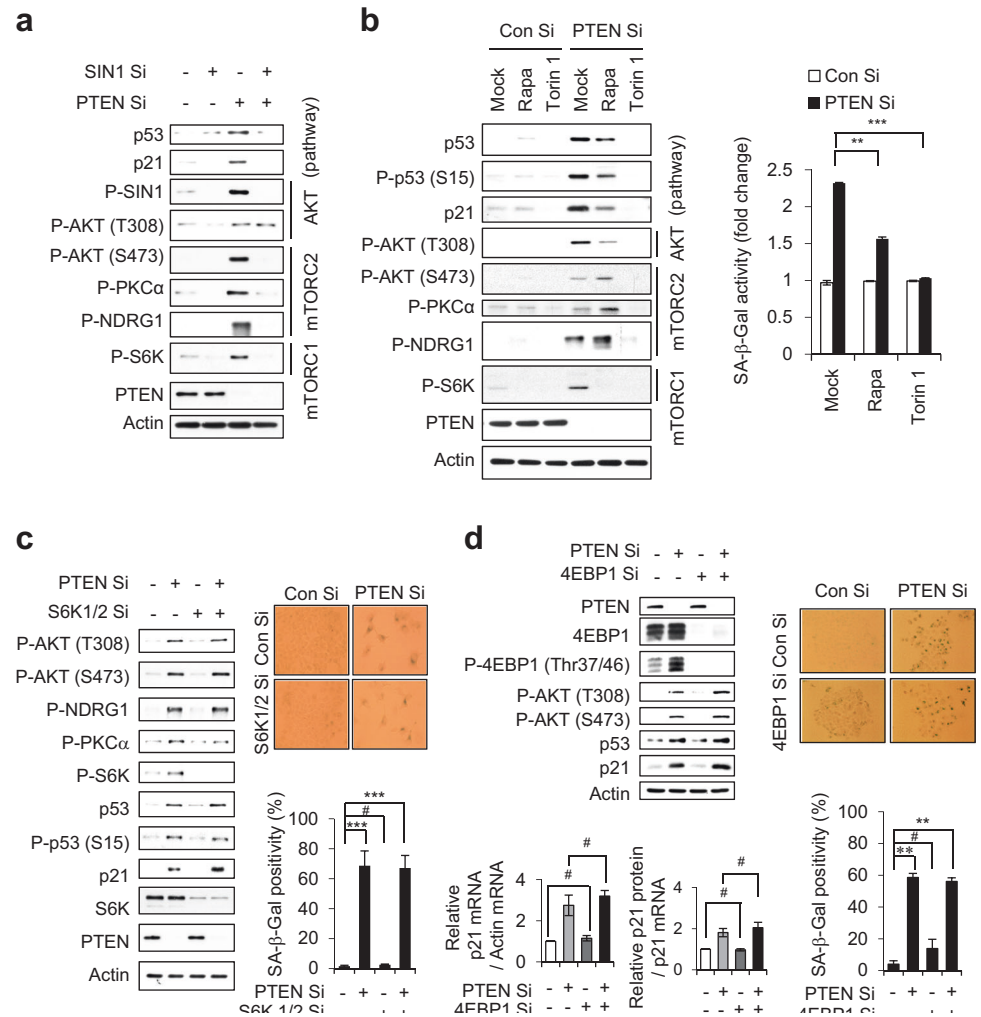 a
SIN1 Si - + - +
PTEN Si - - + +
p53
p21
P-SIN1
P-AKT (T308)
P-AKT (S473)
P-PKCα
P-NDRG1
P-S6K
PTEN
Actin
(pathway)
AKT
mTORC2
mTORC1
b
Con Si PTEN Si
Mock Rapa Torin 1 Mock Rapa Torin 1
p53
P-p53 (S15)
p21
P-AKT (T308)
P-AKT (S473)
P-PKCα
P-NDRG1
P-S6K
PTEN
Actin
(pathway)
AKT
mTORC2
mTORC1
Con Si
PTEN Si
***
**
SA-β-Gal activity (fold change)
2.5
2
1.5
1
0.5
0
Mock Rapa Torin 1
c
PTEN Si - + - +
S6K1/2 Si - - + +
P-AKT (T308)
P-AKT (S473)
P-NDRG1
P-PKCα
P-S6K
p53
P-p53 (S15)
p21
S6K
PTEN
Actin
Con Si PTEN Si
Con Si
S6K1/2 Si
SA-β-Gal positivity (%)
100
80
60
40
20
0
***
#
***
PTEN Si - + - +
S6K 1/2 Si - - + +
d
PTEN Si - + - +
4EBP1 Si - - + +
PTEN
4EBP1
P-4EBP1 (Thr37/46)
P-AKT (T308)
P-AKT (S473)
p53
p21
Actin
Con Si PTEN Si
Con Si
4EBP1 Si
Relative
p21 mRNA
/ Actin mRNA
4
2
0
#
#
PTEN Si - + - +
4EBP1 Si - - + +
Relative p21 protein
/ p21 mRNA
4
2
0
#
#
- + - +
- - + +
SA-β-Gal positivity (%)
100
80
60
40
20
0
**
#
**
PTEN Si - + - +
4EBP1 Si - - + +